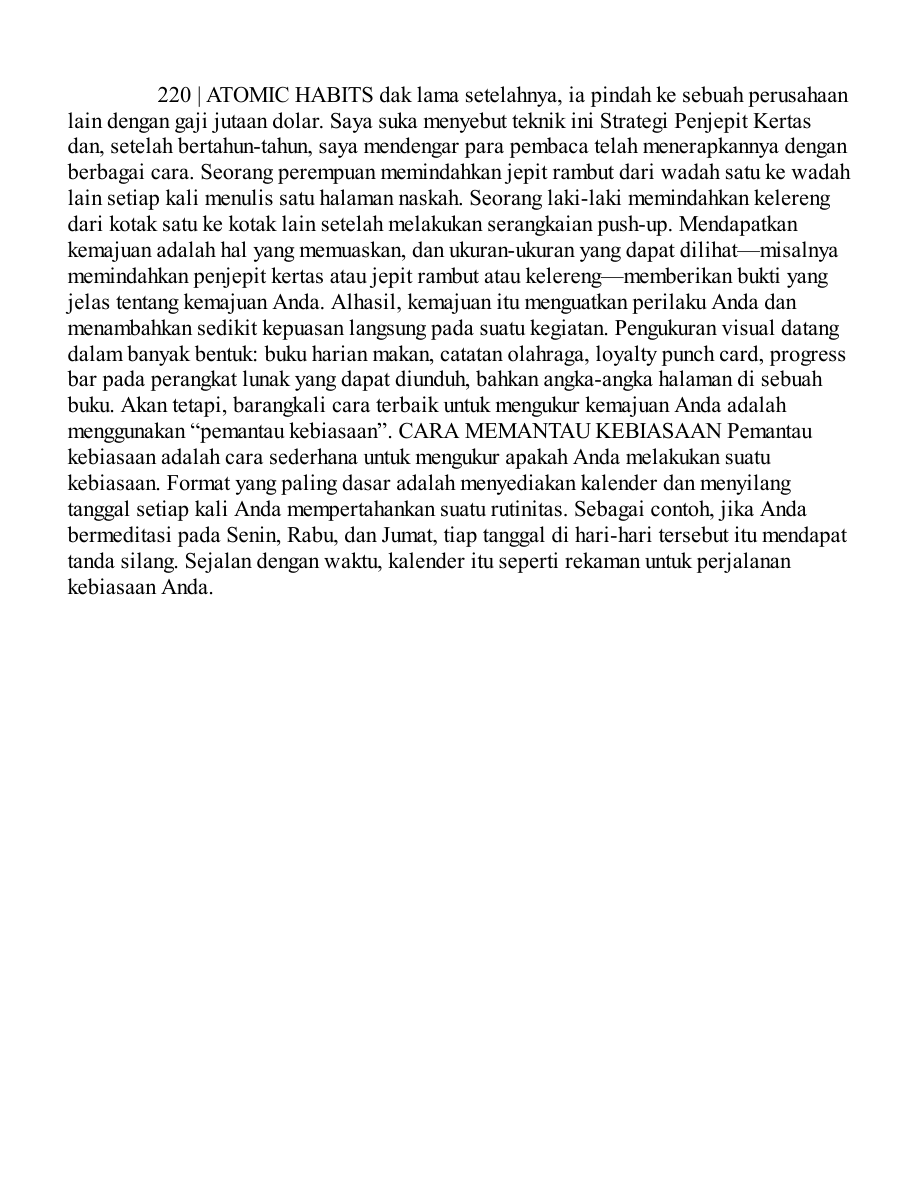 220 | ATOMIC HABITS dak lama setelahnya, ia pindah ke sebuah perusahaan
lain dengan gaji jutaan dolar. Saya suka menyebut teknik ini Strategi Penjepit Kertas
dan, setelah bertahun-tahun, saya mendengar para pembaca telah menerapkannya dengan
berbagai cara. Seorang perempuan memindahkan jepit rambut dari wadah satu ke wadah
lain setiap kali menulis satu halaman naskah. Seorang laki-laki memindahkan kelereng
dari kotak satu ke kotak lain setelah melakukan serangkaian push-up. Mendapatkan
kemajuan adalah hal yang memuaskan, dan ukuran-ukuran yang dapat dilihat—misalnya
memindahkan penjepit kertas atau jepit rambut atau kelereng—memberikan bukti yang
jelas tentang kemajuan Anda. Alhasil, kemajuan itu menguatkan perilaku Anda dan
menambahkan sedikit kepuasan langsung pada suatu kegiatan. Pengukuran visual datang
dalam banyak bentuk: buku harian makan, catatan olahraga, loyalty punch card, progress
bar pada perangkat lunak yang dapat diunduh, bahkan angka-angka halaman di sebuah
buku. Akan tetapi, barangkali cara terbaik untuk mengukur kemajuan Anda adalah
menggunakan “pemantau kebiasaan”. CARA MEMANTAU KEBIASAAN Pemantau
kebiasaan adalah cara sederhana untuk mengukur apakah Anda melakukan suatu
kebiasaan. Format yang paling dasar adalah menyediakan kalender dan menyilang
tanggal setiap kali Anda mempertahankan suatu rutinitas. Sebagai contoh, jika Anda
bermeditasi pada Senin, Rabu, dan Jumat, tiap tanggal di hari-hari tersebut itu mendapat
tanda silang. Sejalan dengan waktu, kalender itu seperti rekaman untuk perjalanan
kebiasaan Anda.